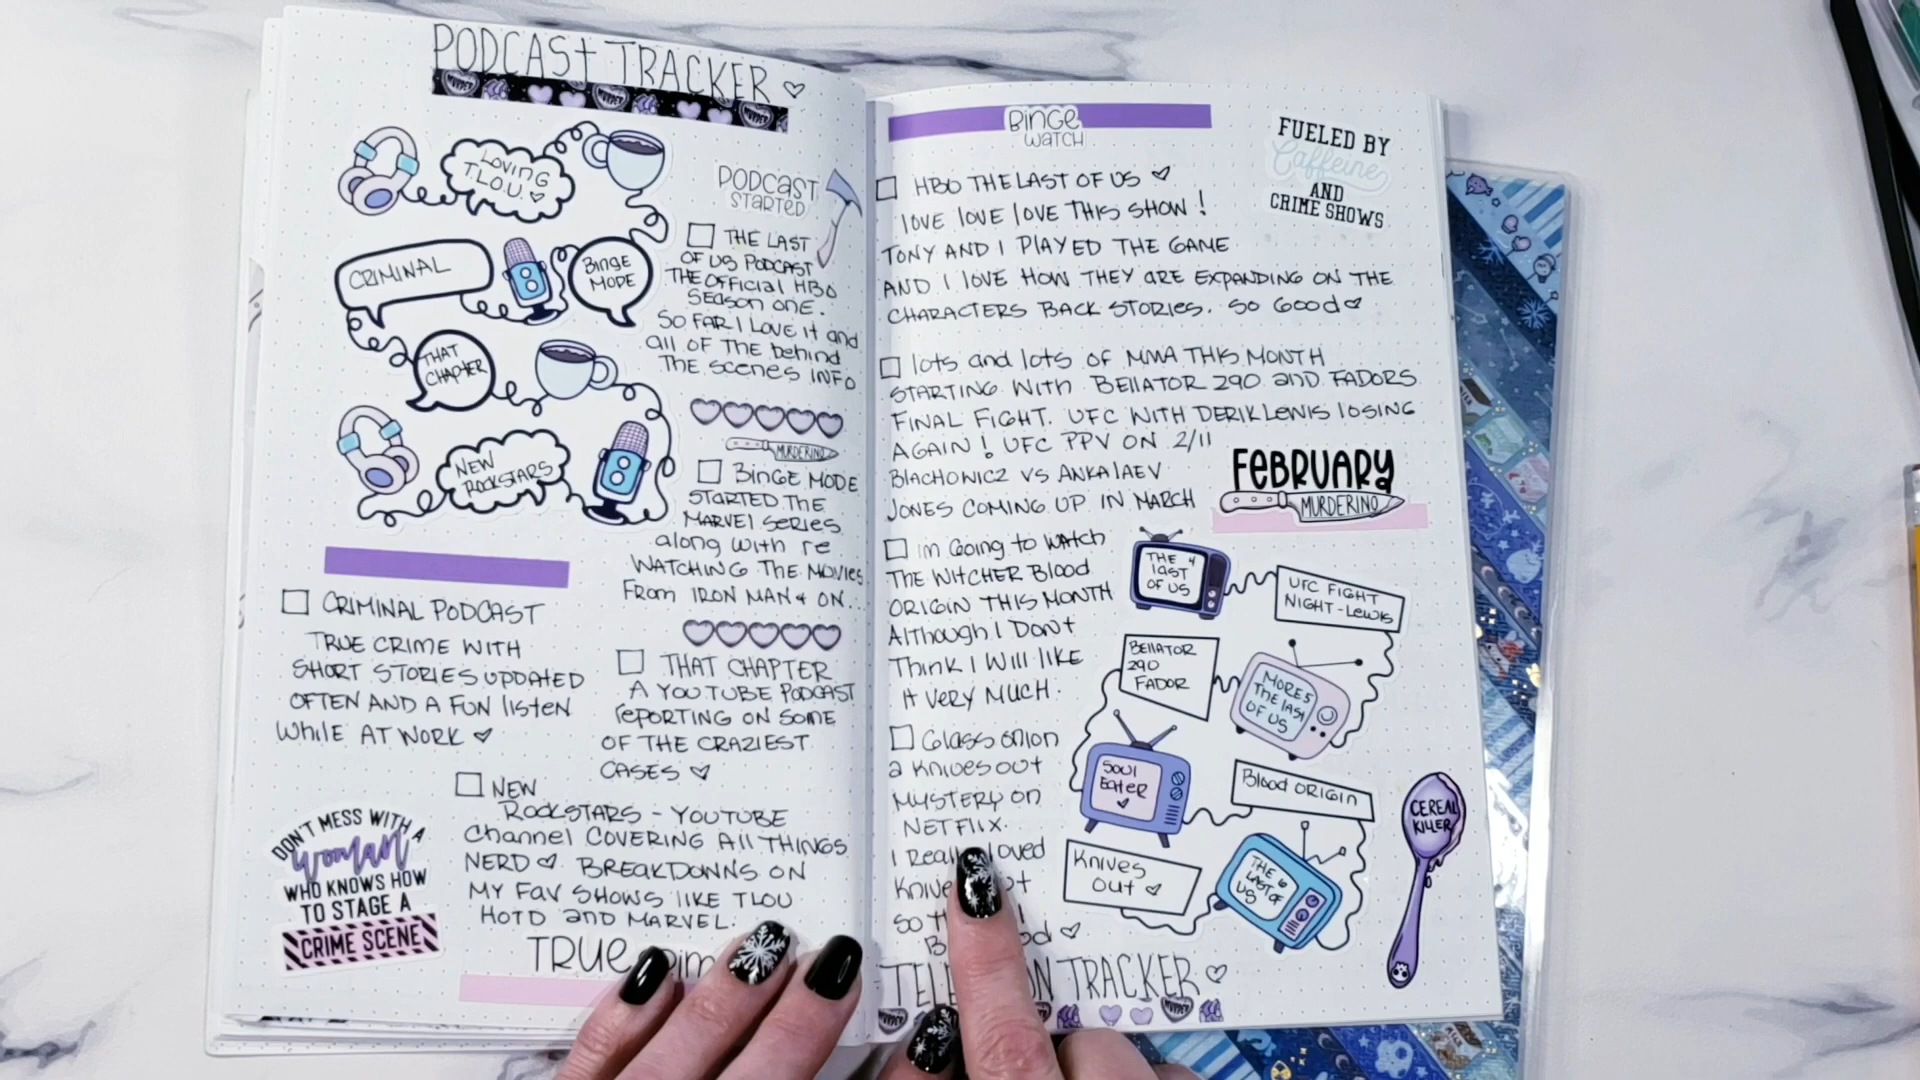 PODCAST TRACKER
LOVING
T.L.O.U.
CRIMINAL
BINGE
MODE
THAT
CHAPTER
NEW
ROCKSTARS
PODCAST
STARTED
THE LAST
OF US PODCAST
THE OFFICIAL HBO
SEASON ONE.
SO FAR I LOVE IT and
all OF THE behind
THE SCENES INFO
MURDERINO
BINGE MODE
STARTED THE
MARVEL SERIES
along WITH re
WATCHING THE MOVIES
From IRON MAN & ON...
CRIMINAL PODCAST
TRUE CRIME WITH
SHORT STORIES UPDATED
OFTEN AND A FUN listen
While AT WORK
THAT CHAPTER
A YOUTUBE PODCAST
rePORTING ON SOME
OF THE CRAZIEST
CASES
NEW
ROCKSTARS - YOUTUBE
Channel COVERING All THINGS
NERD BREAKDOWNS ON
MY FAV SHOWS LIKE TLOU
HOTD and MARVEL.
DON'T MESS WITH A
woman
WHO KNOWS HOW
TO STAGE A
CRIME SCENE
TRUE
BINGE
WATCH
FUELED BY
Caffeine
AND
CRIME SHOWS
HBO THE LAST OF US
love love love THIS SHOW!
TONY AND I PlAYED THE GAME
AND I love HOW THEY are EXPANDING ON THE
CHARACTERS BACK STORIES. SO GOOd
lots and lots OF MMA THIS MONTH
STARTING WITH BEllATOR 290 and FADORS
FINAL FIGHT. UFC WITH DERIK LEWIS lOSING
AGAIN! UFC PPV ON 2/11
BlACHOWICZ VS ANKAlAEV
JONES COMING UP IN MARCH
FEBRUARY
MURDERINO
Im Going to WAtch
THE WITCHER Blood
ORIGIN THIS MONTH
Although I Don't
Think I Will liKE
It VERY MUCH.
Glass ONION
a KNIVES OUT
MYSTERY ON
NETFlIX.
I loved
SO
THE 4
last
OF US
UFC FIGHT
NIGHT-LEWIS
BEllATOR
290
FADOR
MORE 5
THE LAST
OF US
SOUl
EATER
Blood ORIGIN
KNIVES
OUT
THE 6
LAST OF
US
CEREAL
KILLER
TRACKER